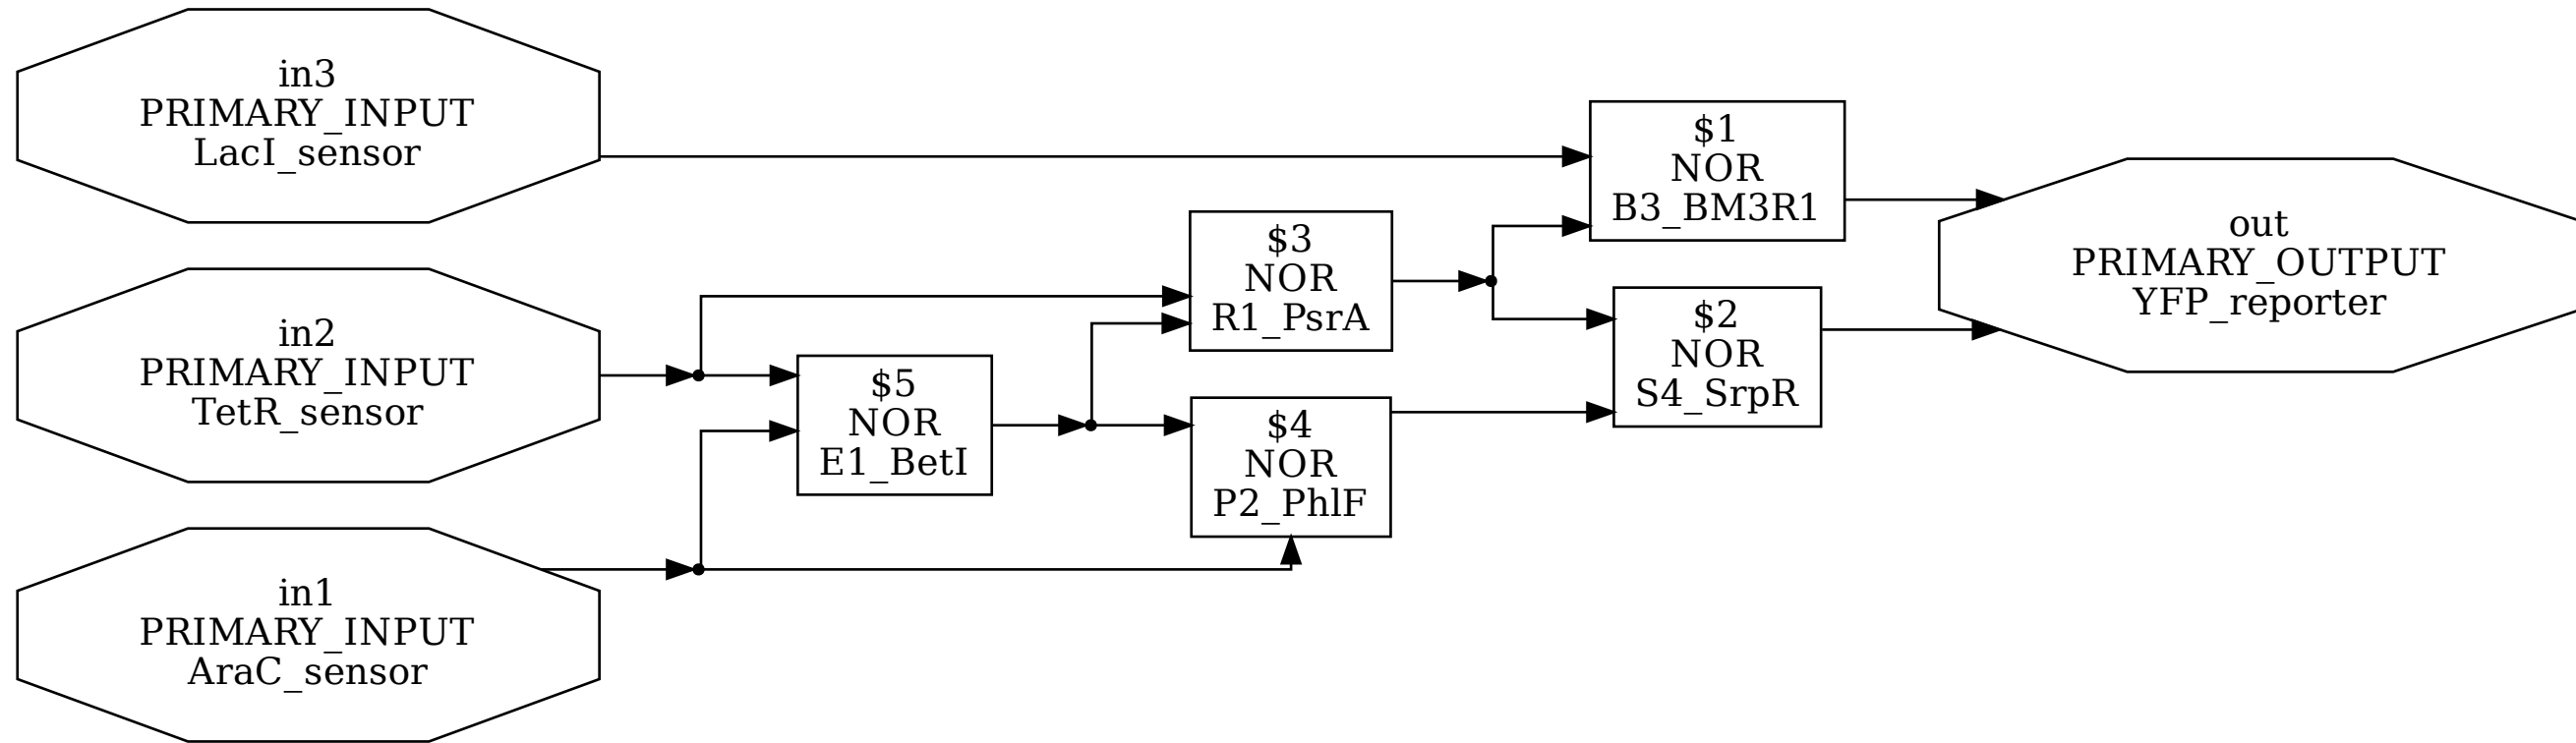 in3
PRIMARY_INPUT
LacI_sensor
in2
PRIMARY_INPUT
TetR_sensor
in1
PRIMARY_INPUT
AraC_sensor
$5
NOR
E1_BetI
$3
NOR
R1_PsrA
$4
NOR
P2_PhlF
$1
NOR
B3_BM3R1
$2
NOR
S4_SrpR
out
PRIMARY_OUTPUT
YFP_reporter